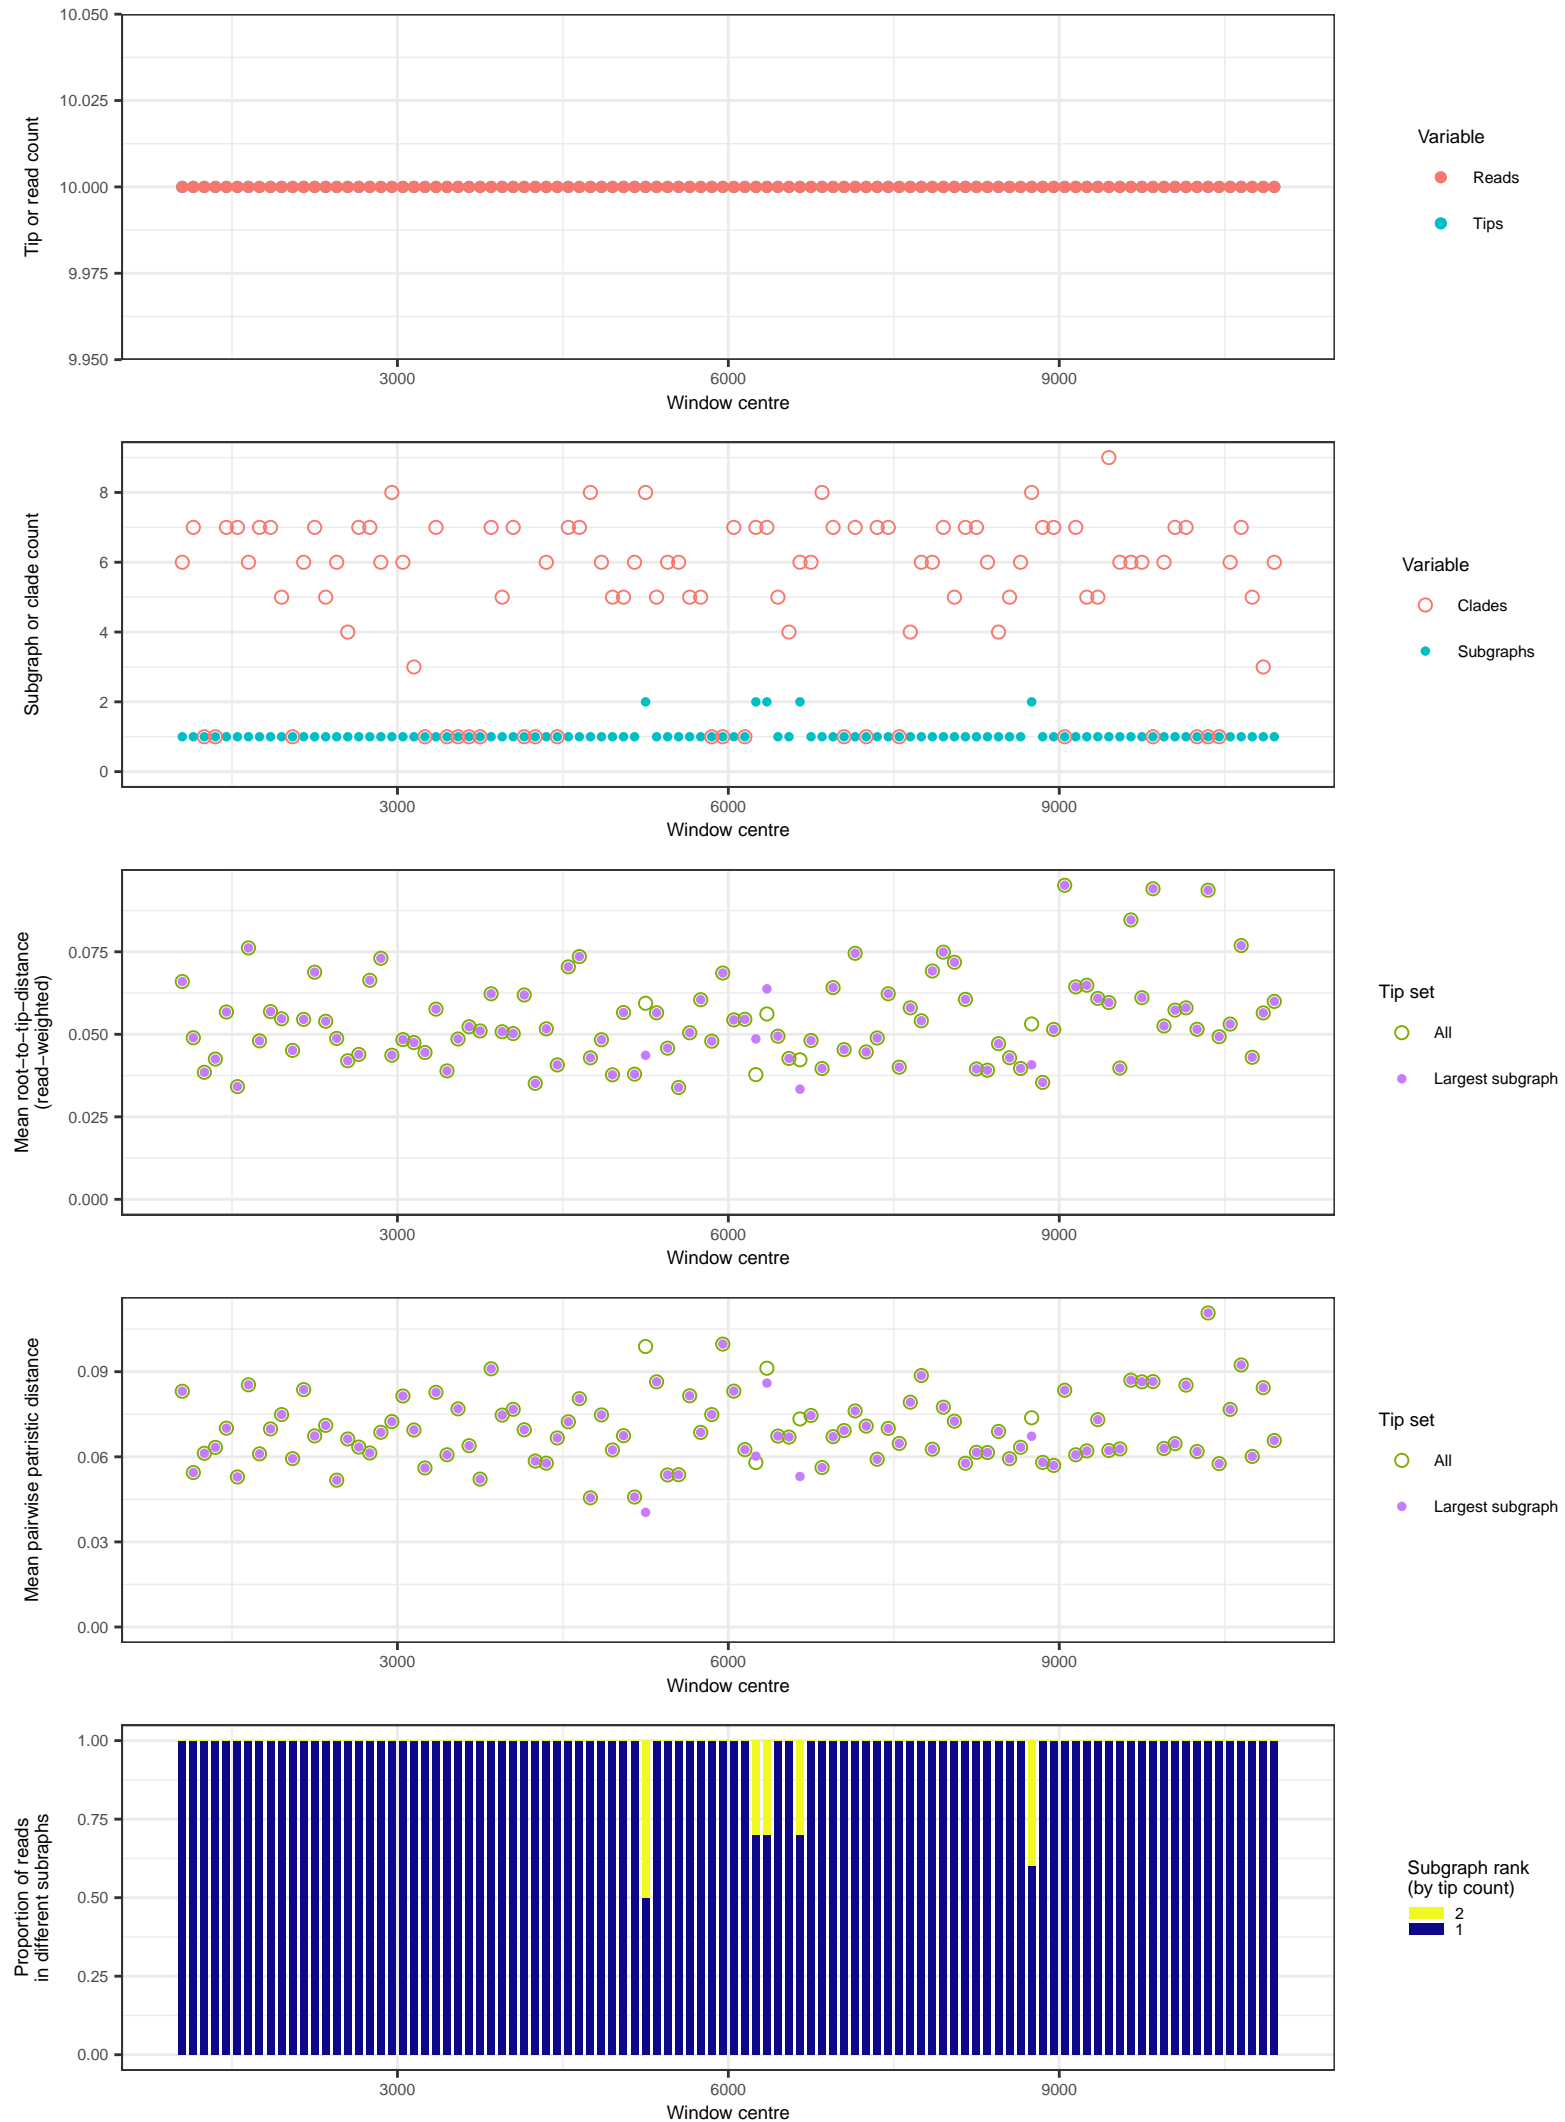 10.050
10.025
10.000
9.975
9.950
Tip or read count
3000
6000
9000
Window centre
Variable
Reads
Tips
8
6
4
2
0
Subgraph or clade count
3000
6000
9000
Window centre
Variable
Clades
Subgraphs
0.075
0.050
0.025
0.000
Mean root−to−tip−distance
(read−weighted)
3000
6000
9000
Window centre
Tip set
All
Largest subgraph
0.09
0.06
0.03
0.00
Mean pairwise patristic distance
3000
6000
9000
Window centre
Tip set
All
Largest subgraph
1.00
0.75
0.50
0.25
0.00
Proportion of reads
in different subraphs
3000
6000
9000
Window centre
Subgraph rank
(by tip count)
2
1